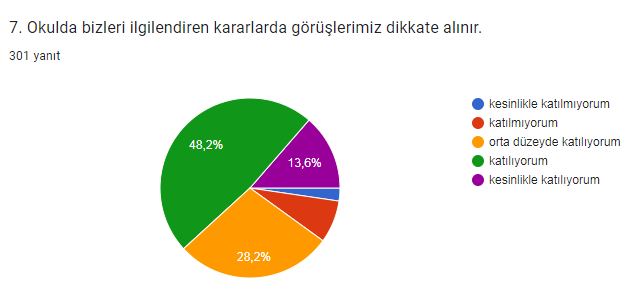 7. Okulda bizleri ilgilendiren kararlarda görüşlerimiz dikkate alınır.
301 yanıt
kesinlikle katılmıyorum
katılmıyorum
orta düzeyde katılıyorum
katılıyorum
kesinlikle katılıyorum
48,2%
13,6%
28,2%